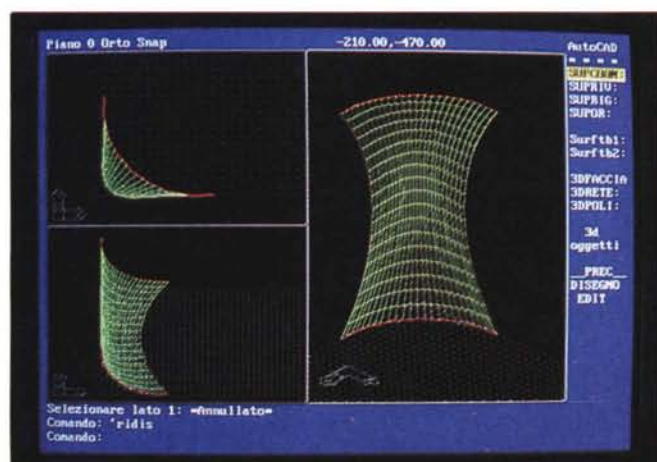 Piano 0 Orto Snap
-210.00,-470.00
AutoCAD
* * * *
SUPRIV:
SUPRIG:
SUPOR:
Surftb1:
Surftb2:
3DFACCIA
3DRETE:
3DPOLI:
3d
oggetti
__PREC__
DISEGNO
EDIT
Selezionare lato 1: *Annullato*
Comando: 'ridis
Comando: